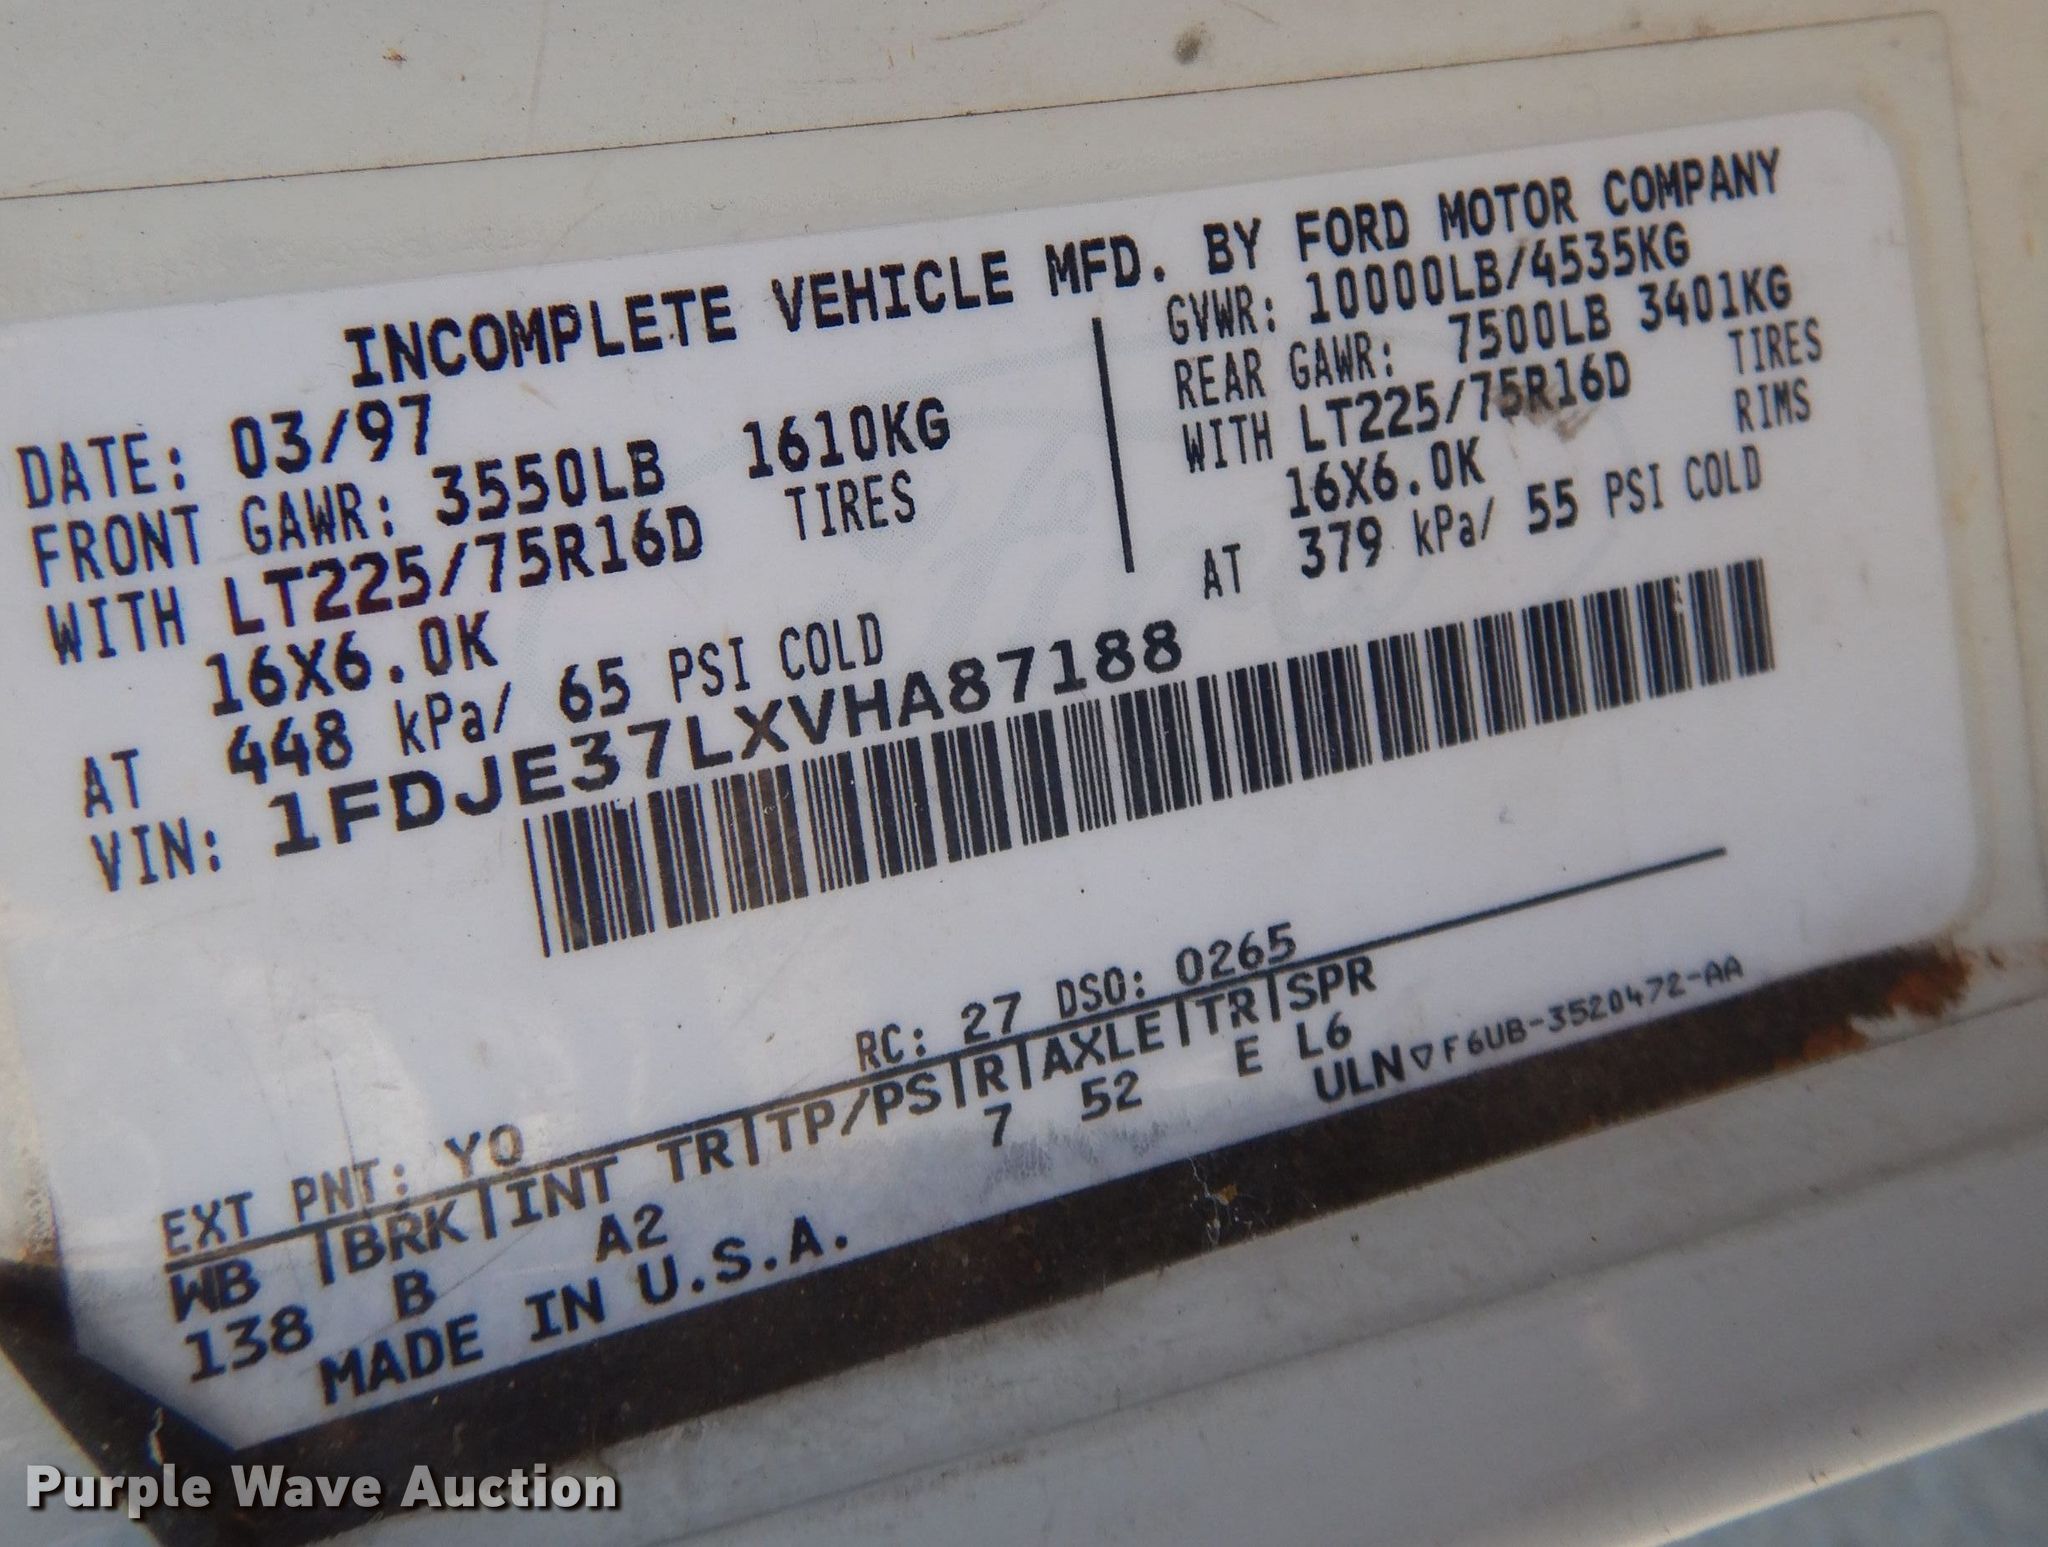 INCOMPLETE VEHICLE MFD. BY FORD MOTOR COMPANY
DATE: 03/97
FRONT GAWR: 3550LB 1610KG
WITH LT225/75R16D TIRES
16X6.0K
AT 448 kPa/ 65 PSI COLD
GVWR: 10000LB/4535KG
REAR GAWR: 7500LB 3401KG
WITH LT225/75R16D TIRES
16X6.0K RIMS
AT 379 kPa/ 55 PSI COLD
VIN: 1FDJE37LXVHA87188
EXT PNT: YO RC: 27 DSO: 0265
WB |BRK|INT TR|TP/PS|R|AXLE|TR|SPR
138 B A2 7 52 E L6
MADE IN U.S.A. ULN▽F6UB-3520472-AA
Purple Wave Auction